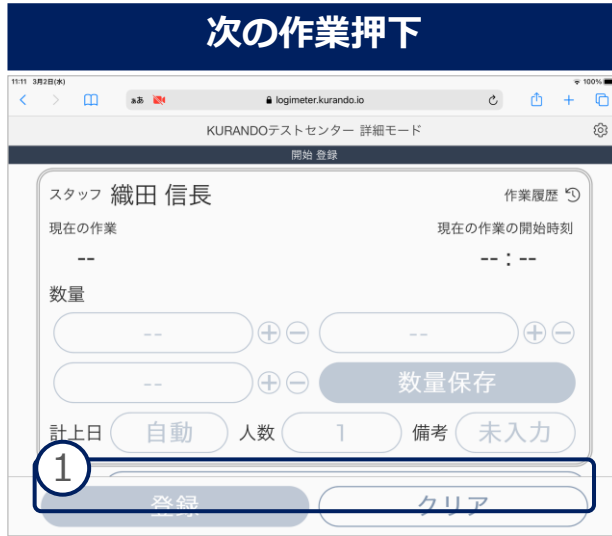 次の作業押下
11:11 3月2日(水) 100%
ぁあ logimeter.kurando.io
KURANDOテストセンター 詳細モード
開始 登録
スタッフ 織田 信長 作業履歴
現在の作業 現在の作業の開始時刻
-- -- : --
数量
-- --
-- 数量保存
計上日 自動 人数 1 備考 未入力
1
登録 クリア